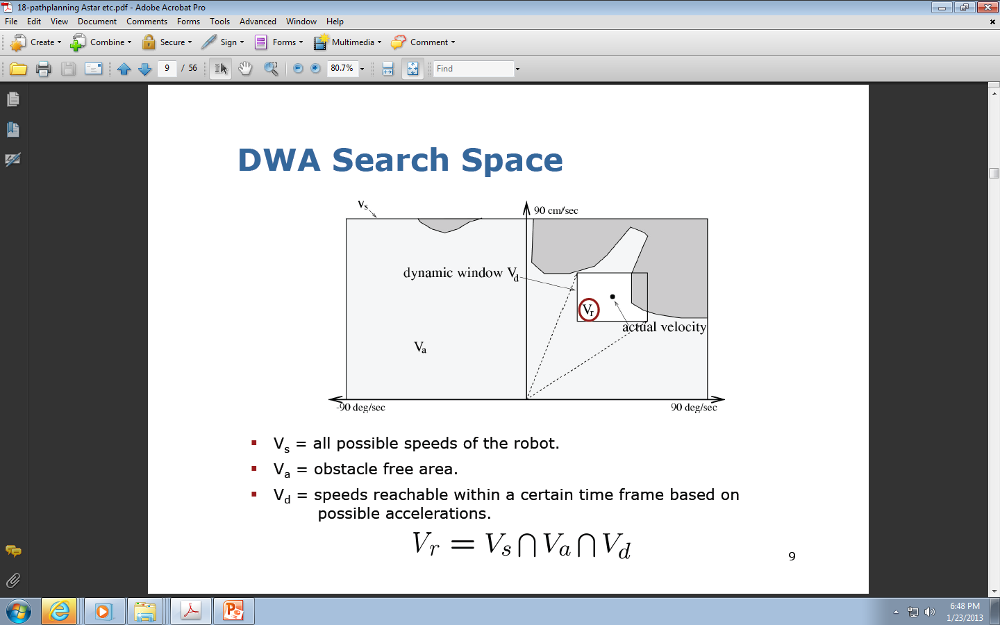 18-pathplanning Astar etc.pdf - Adobe Acrobat Pro
File Edit View Document Comments Forms Tools Advanced Window Help
Create Combine Secure Sign Forms Multimedia Comment
9 / 56 80.7% Find
DWA Search Space
Vs
90 cm/sec
dynamic window Vd
Vr
actual velocity
Va
-90 deg/sec
90 deg/sec
Vs = all possible speeds of the robot.
Va = obstacle free area.
Vd = speeds reachable within a certain time frame based on
possible accelerations.
Vr = Vs ∩ Va ∩ Vd
9
6:48 PM
1/23/2013